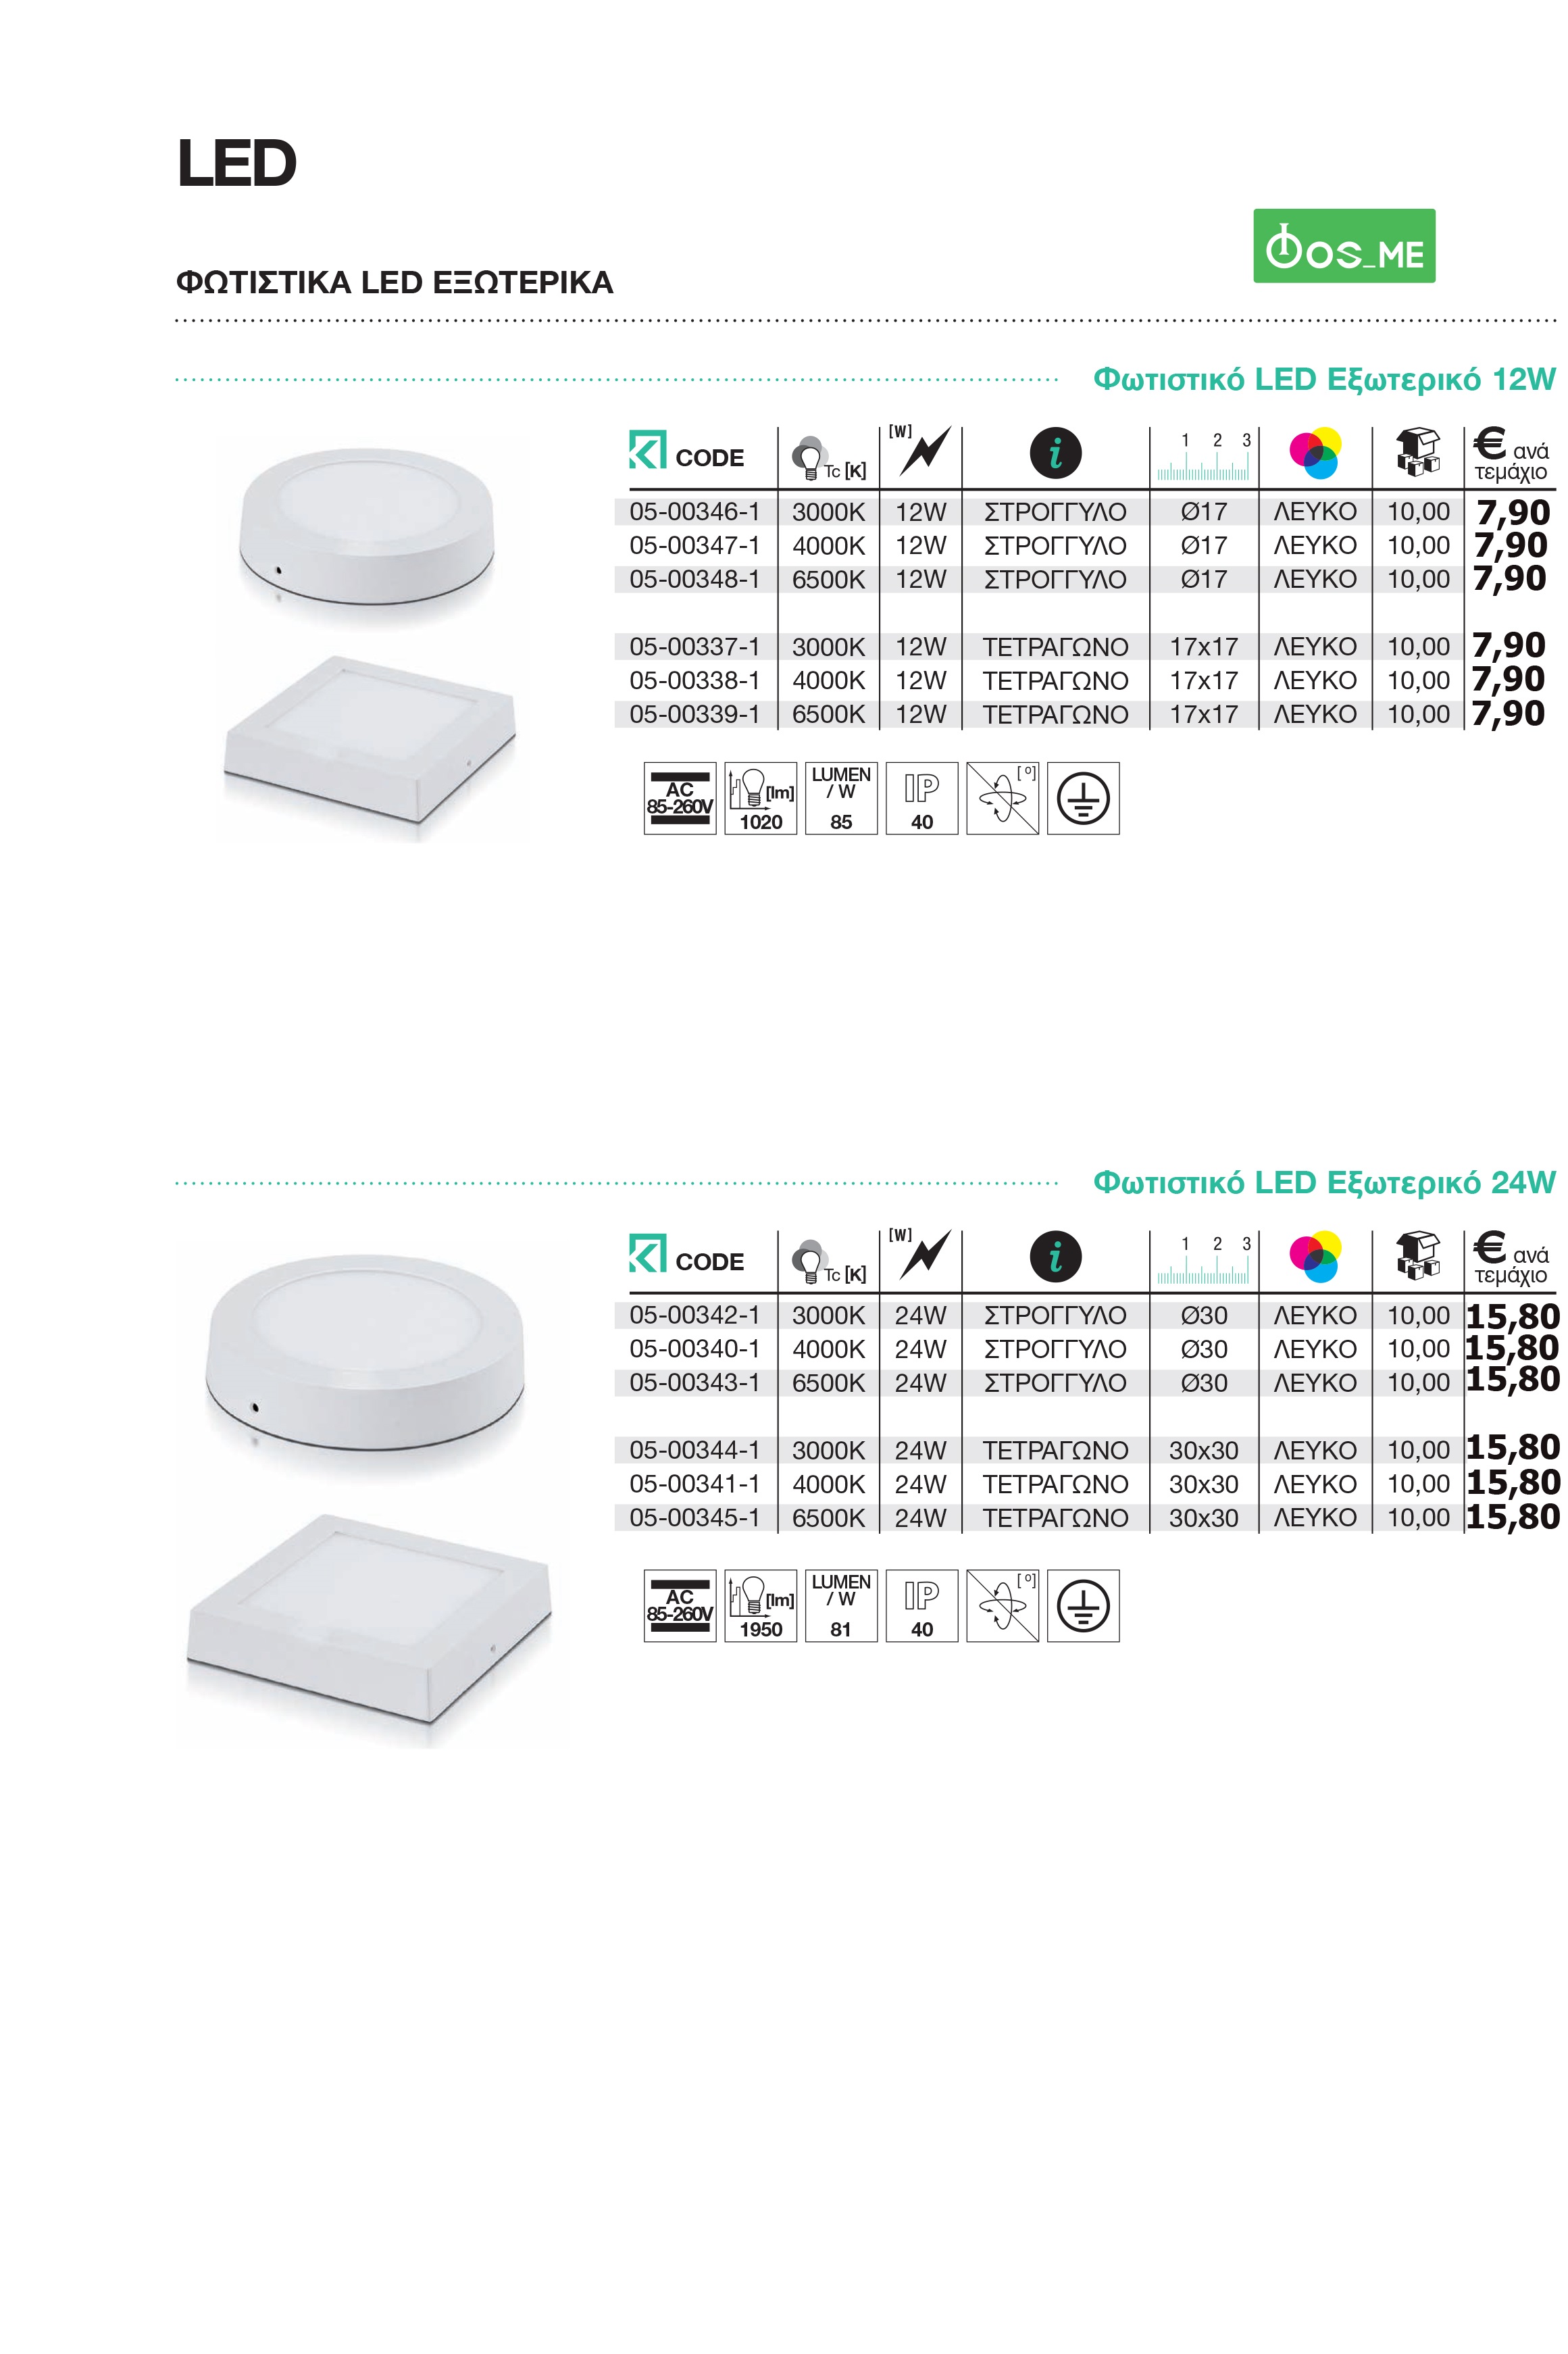 LED
ΦOS_ME
ΦΩΤΙΣΤΙΚΑ LED ΕΞΩΤΕΡΙΚΑ
Φωτιστικό LED Εξωτερικό 12W
CODE Tc [K] [W] i 1 2 3 € ανά τεμάχιο
05-00346-1 3000K 12W ΣΤΡΟΓΓΥΛΟ Ø17 ΛΕΥΚΟ 10,00 7,90
05-00347-1 4000K 12W ΣΤΡΟΓΓΥΛΟ Ø17 ΛΕΥΚΟ 10,00 7,90
05-00348-1 6500K 12W ΣΤΡΟΓΓΥΛΟ Ø17 ΛΕΥΚΟ 10,00 7,90
05-00337-1 3000K 12W ΤΕΤΡΑΓΩΝΟ 17x17 ΛΕΥΚΟ 10,00 7,90
05-00338-1 4000K 12W ΤΕΤΡΑΓΩΝΟ 17x17 ΛΕΥΚΟ 10,00 7,90
05-00339-1 6500K 12W ΤΕΤΡΑΓΩΝΟ 17x17 ΛΕΥΚΟ 10,00 7,90
AC 85-260V [lm] 1020 LUMEN / W 85 IP 40 [º]
Φωτιστικό LED Εξωτερικό 24W
CODE Tc [K] [W] i 1 2 3 € ανά τεμάχιο
05-00342-1 3000K 24W ΣΤΡΟΓΓΥΛΟ Ø30 ΛΕΥΚΟ 10,00 15,80
05-00340-1 4000K 24W ΣΤΡΟΓΓΥΛΟ Ø30 ΛΕΥΚΟ 10,00 15,80
05-00343-1 6500K 24W ΣΤΡΟΓΓΥΛΟ Ø30 ΛΕΥΚΟ 10,00 15,80
05-00344-1 3000K 24W ΤΕΤΡΑΓΩΝΟ 30x30 ΛΕΥΚΟ 10,00 15,80
05-00341-1 4000K 24W ΤΕΤΡΑΓΩΝΟ 30x30 ΛΕΥΚΟ 10,00 15,80
05-00345-1 6500K 24W ΤΕΤΡΑΓΩΝΟ 30x30 ΛΕΥΚΟ 10,00 15,80
AC 85-260V [lm] 1950 LUMEN / W 81 IP 40 [º]